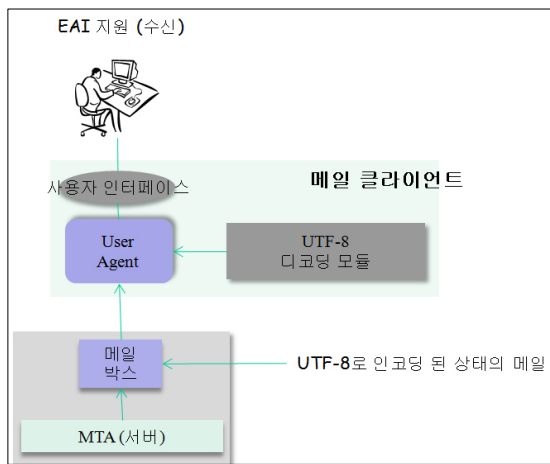 EAI 지원 (수신)
메일 클라이언트
사용자 인터페이스
User
Agent
UTF-8
디코딩 모듈
메일
박스
UTF-8로 인코딩 된 상태의 메일
MTA (서버)